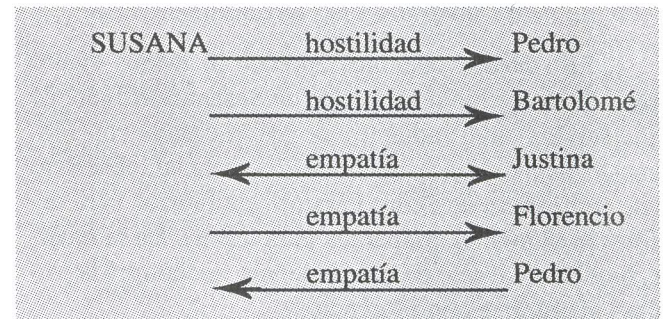 SUSANA hostilidad Pedro
hostilidad Bartolomé
empatía Justina
empatía Florencio
empatía Pedro